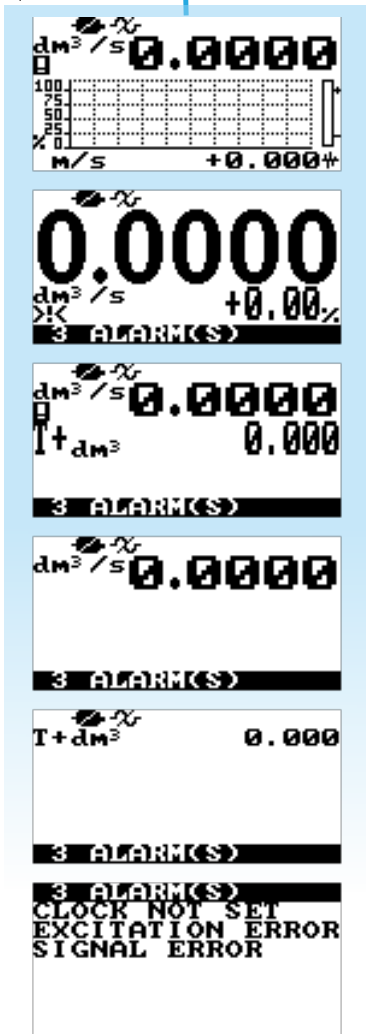 dm³/s 0.0000
100
75
50
25
% 0
m/s +0.000
0.0000
dm³/s +0.00%
>!<
3 ALARM(S)
dm³/s 0.0000
T+dm³ 0.000
3 ALARM(S)
dm³/s 0.0000
3 ALARM(S)
T+dm³ 0.000
3 ALARM(S)
3 ALARM(S)
CLOCK NOT SET
EXCITATION ERROR
SIGNAL ERROR